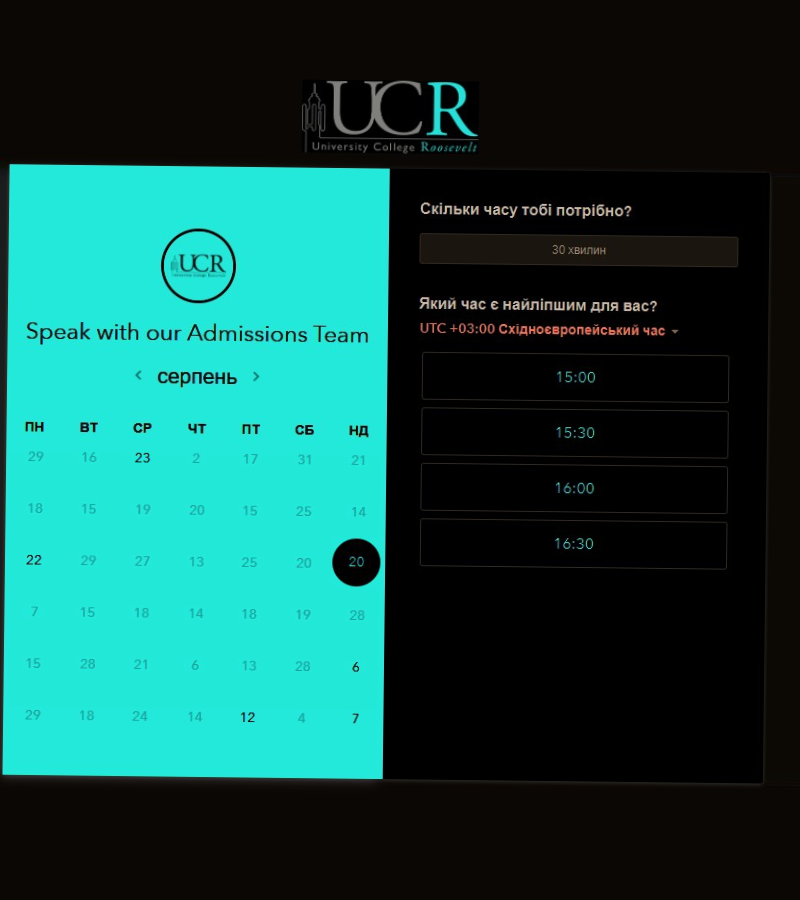 UCR
University College Roosevelt
UCR
University College Roosevelt
Speak with our Admissions Team
серпень
ПН ВТ СР ЧТ ПТ СБ НД
29 16 23 2 17 31 21
18 15 19 20 15 25 14
22 29 27 13 25 20 20
7 15 18 14 18 19 28
15 28 21 6 13 28 6
29 18 24 14 12 4 7
Скільки часу тобі потрібно?
30 хвилин
Який час є найліпшим для вас?
UTC +03:00 Східноєвропейський час
15:00
15:30
16:00
16:30